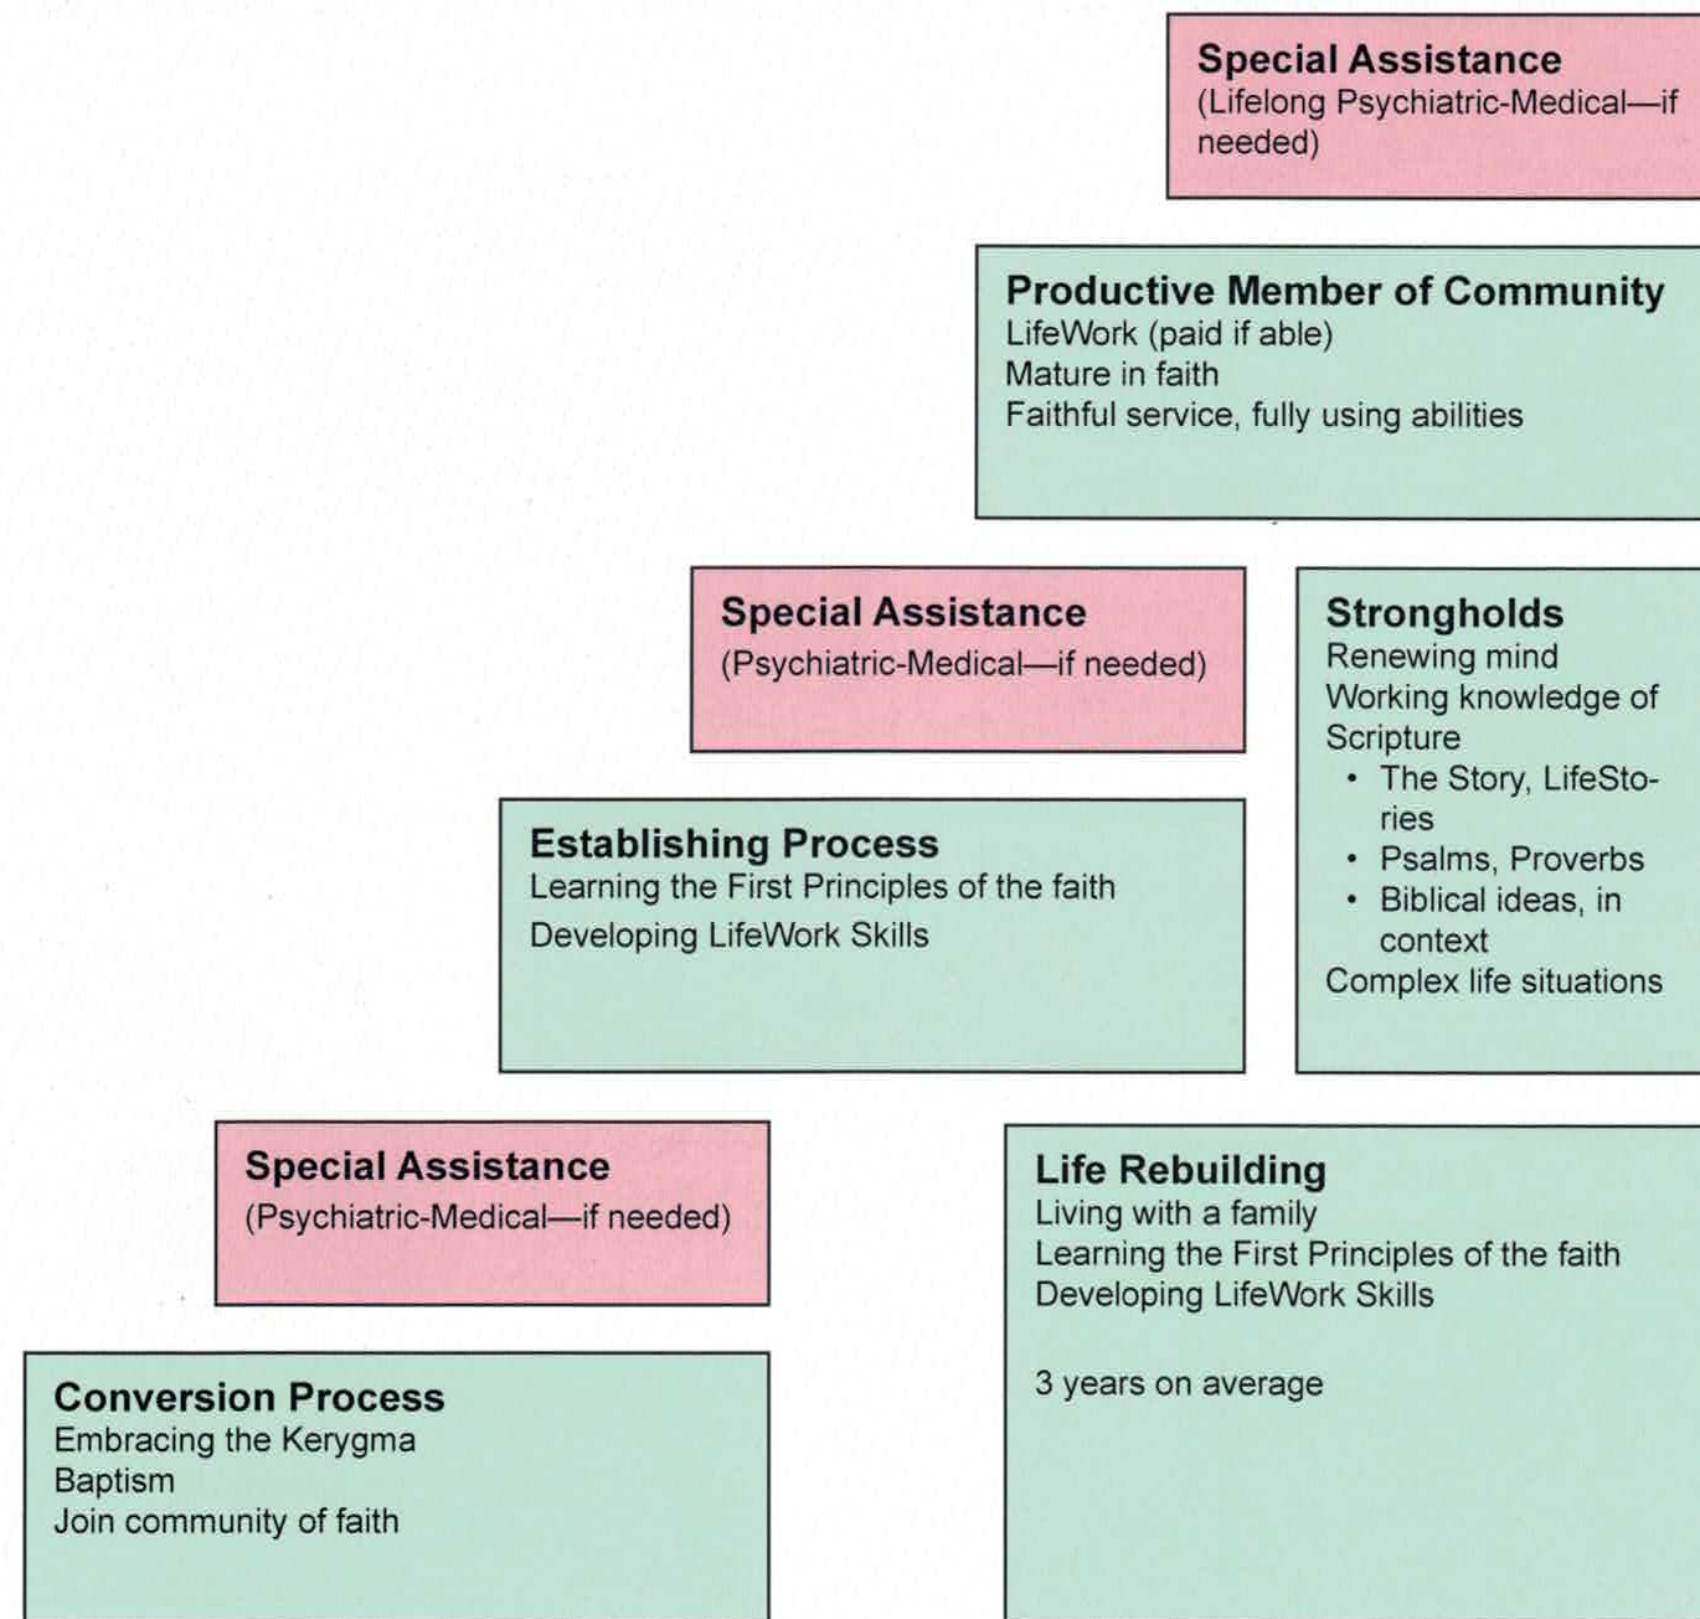 Special Assistance
(Lifelong Psychiatric-Medical—if
needed)
Productive Member of Community
LifeWork (paid if able)
Mature in faith
Faithful service, fully using abilities
Special Assistance
(Psychiatric-Medical—if needed)
Strongholds
Renewing mind
Working knowledge of
Scripture
• The Story, LifeSto-
ries
• Psalms, Proverbs
• Biblical ideas, in
context
Complex life situations
Establishing Process
Learning the First Principles of the faith
Developing LifeWork Skills
Special Assistance
(Psychiatric-Medical—if needed)
Life Rebuilding
Living with a family
Learning the First Principles of the faith
Developing LifeWork Skills
3 years on average
Conversion Process
Embracing the Kerygma
Baptism
Join community of faith